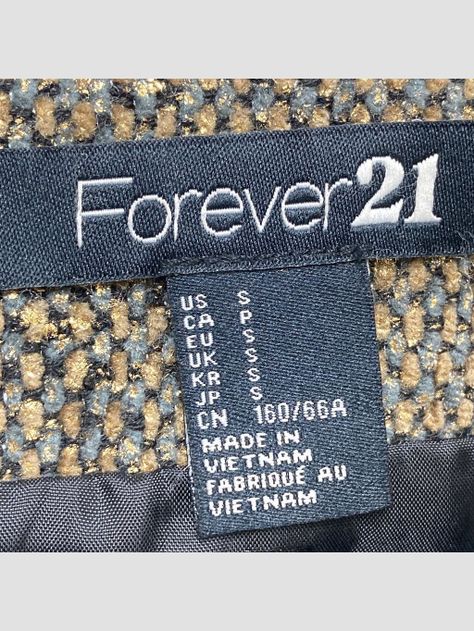 Forever21
US S
CA P
EU S
UK S
KR S
JP S
CN 160/66A
MADE IN
VIETNAM
FABRIQUÉ AU
VIETNAM